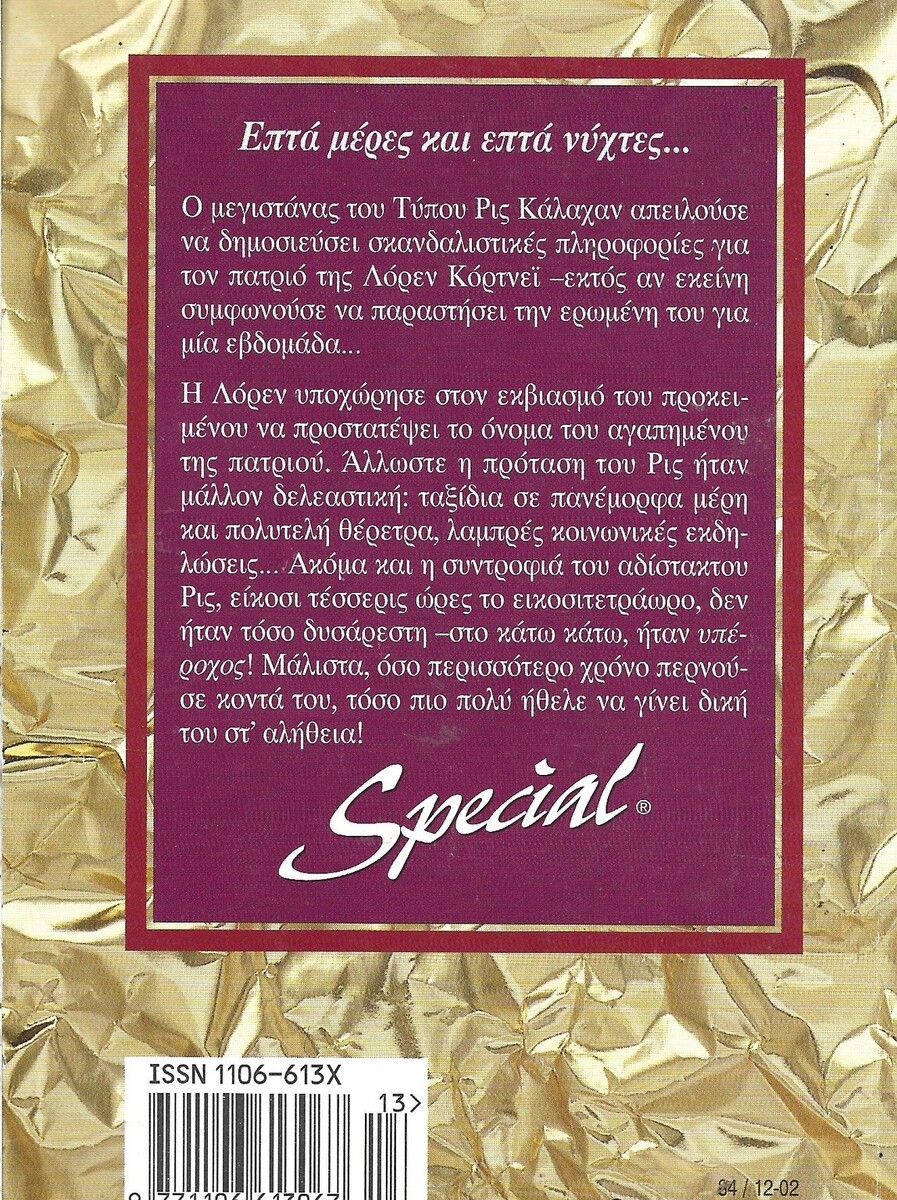 Επτά μέρες και επτά νύχτες...
Ο μεγιστάνας του Τύπου Ρις Κάλαχαν απειλούσε
να δημοσιεύσει σκανδαλιστικές πληροφορίες για
τον πατριό της Λόρεν Κόρτνεϊ –εκτός αν εκείνη
συμφωνούσε να παραστήσει την ερωμένη του για
μία εβδομάδα...
Η Λόρεν υποχώρησε στον εκβιασμό του προκει-
μένου να προστατέψει το όνομα του αγαπημένου
της πατριού. Άλλωστε η πρόταση του Ρις ήταν
μάλλον δελεαστική: ταξίδια σε πανέμορφα μέρη
και πολυτελή θέρετρα, λαμπρές κοινωνικές εκδη-
λώσεις... Ακόμα και η συντροφιά του αδίστακτου
Ρις, είκοσι τέσσερις ώρες το εικοσιτετράωρο, δεν
ήταν τόσο δυσάρεστη –στο κάτω κάτω, ήταν υπέ-
ροχος! Μάλιστα, όσο περισσότερο χρόνο περνού-
σε κοντά του, τόσο πιο πολύ ήθελε να γίνει δική
του στ' αλήθεια!
Special ®
ISSN 1106-613X
13>
/ 12-02